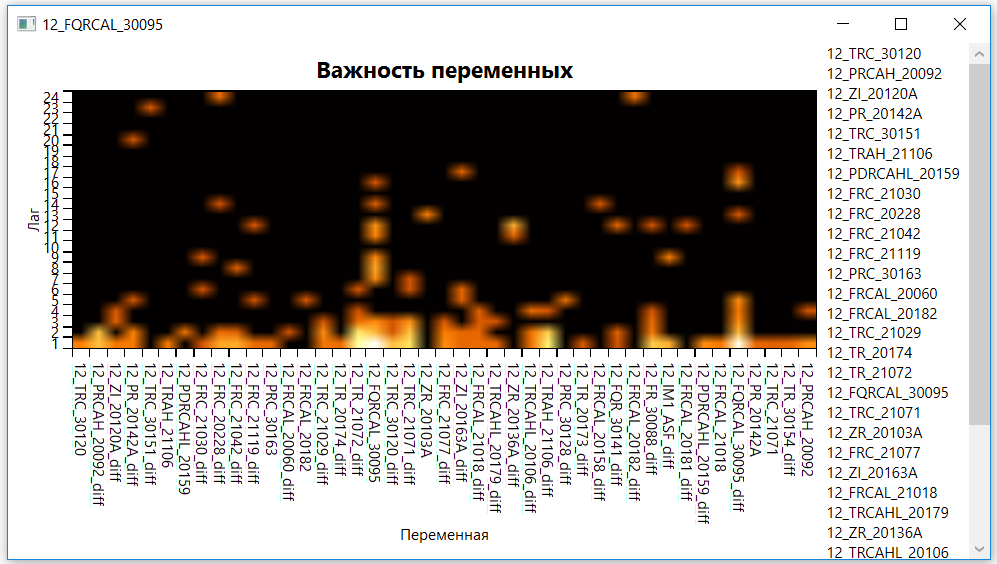 12_FQRCAL_30095
Важность переменных
Лаг
24
23
22
21
20
19
18
17
16
15
14
13
12
11
10
9
8
7
6
5
4
3
2
1
12_TRC_30120
12_PRCAH_20092_diff
12_ZI_20120A_diff
12_PR_20142A_diff
12_TRC_30151_diff
12_TRAH_21106
12_PDRCAHL_20159
12_FRC_21030_diff
12_FRC_20228_diff
12_FRC_21042_diff
12_FRC_21119_diff
12_PRC_30163
12_FRCAL_20060_diff
12_FRCAL_20182
12_TRC_21029_diff
12_TR_20174_diff
12_TR_21072_diff
12_FQRCAL_30095
12_TRC_30120_diff
12_TRC_21071_diff
12_ZR_20103A
12_FRC_21077_diff
12_ZI_20163A_diff
12_FRCAL_21018_diff
12_TRCAHL_20179_diff
12_ZR_20136A_diff
12_TRCAHL_20106_diff
12_TRAH_21106_diff
12_PRC_30128_diff
12_TR_20173_diff
12_FRCAL_20158_diff
12_FQR_30141_diff
12_FRCAL_20182_diff
12_FR_30088_diff
12_IM1_ASF_diff
12_FRCAL_20181_diff
12_PDRCAHL_20159_diff
12_FRCAL_21018
12_FQRCAL_30095_diff
12_PR_20142A
12_TRC_21071
12_TR_30154_diff
12_PRCAH_20092
Переменная
12_TRC_30120
12_PRCAH_20092
12_ZI_20120A
12_PR_20142A
12_TRC_30151
12_TRAH_21106
12_PDRCAHL_20159
12_FRC_21030
12_FRC_20228
12_FRC_21042
12_FRC_21119
12_PRC_30163
12_FRCAL_20060
12_FRCAL_20182
12_TRC_21029
12_TR_20174
12_TR_21072
12_FQRCAL_30095
12_TRC_21071
12_ZR_20103A
12_FRC_21077
12_ZI_20163A
12_FRCAL_21018
12_TRCAHL_20179
12_ZR_20136A
12_TRCAHL_20106